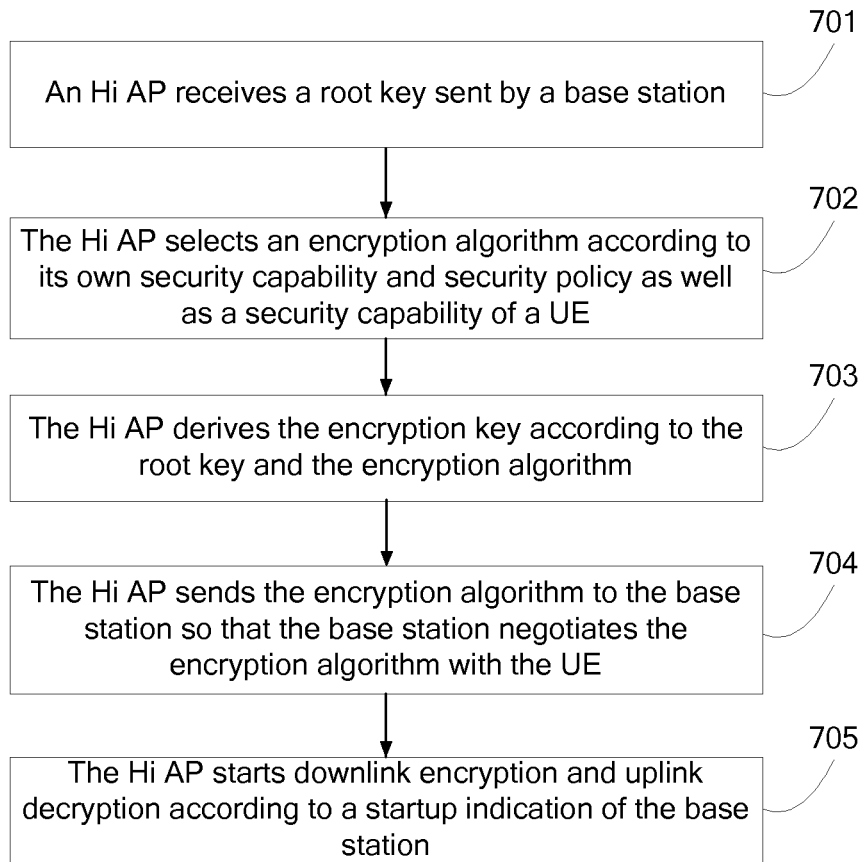 701
An Hi AP receives a root key sent by a base station
702
The Hi AP selects an encryption algorithm according to
its own security capability and security policy as well
as a security capability of a UE
703
The Hi AP derives the encryption key according to the
root key and the encryption algorithm
704
The Hi AP sends the encryption algorithm to the base
station so that the base station negotiates the
encryption algorithm with the UE
705
The Hi AP starts downlink encryption and uplink
decryption according to a startup indication of the base
station